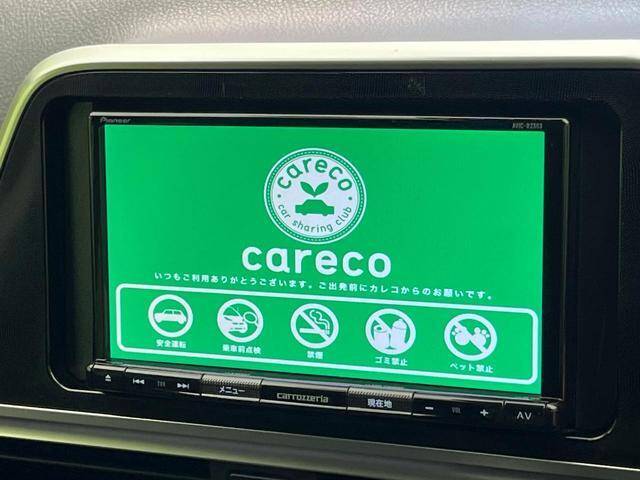 Pioneer
AVIC-RZ303
careco
car sharing club
careco
いつもご利用ありがとうございます。ご出発前にカレコからのお願いです。
安全運転
乗車前点検
禁煙
ゴミ禁止
ペット禁止
メニュー
carrozzeria
現在地
− VOL +
AV